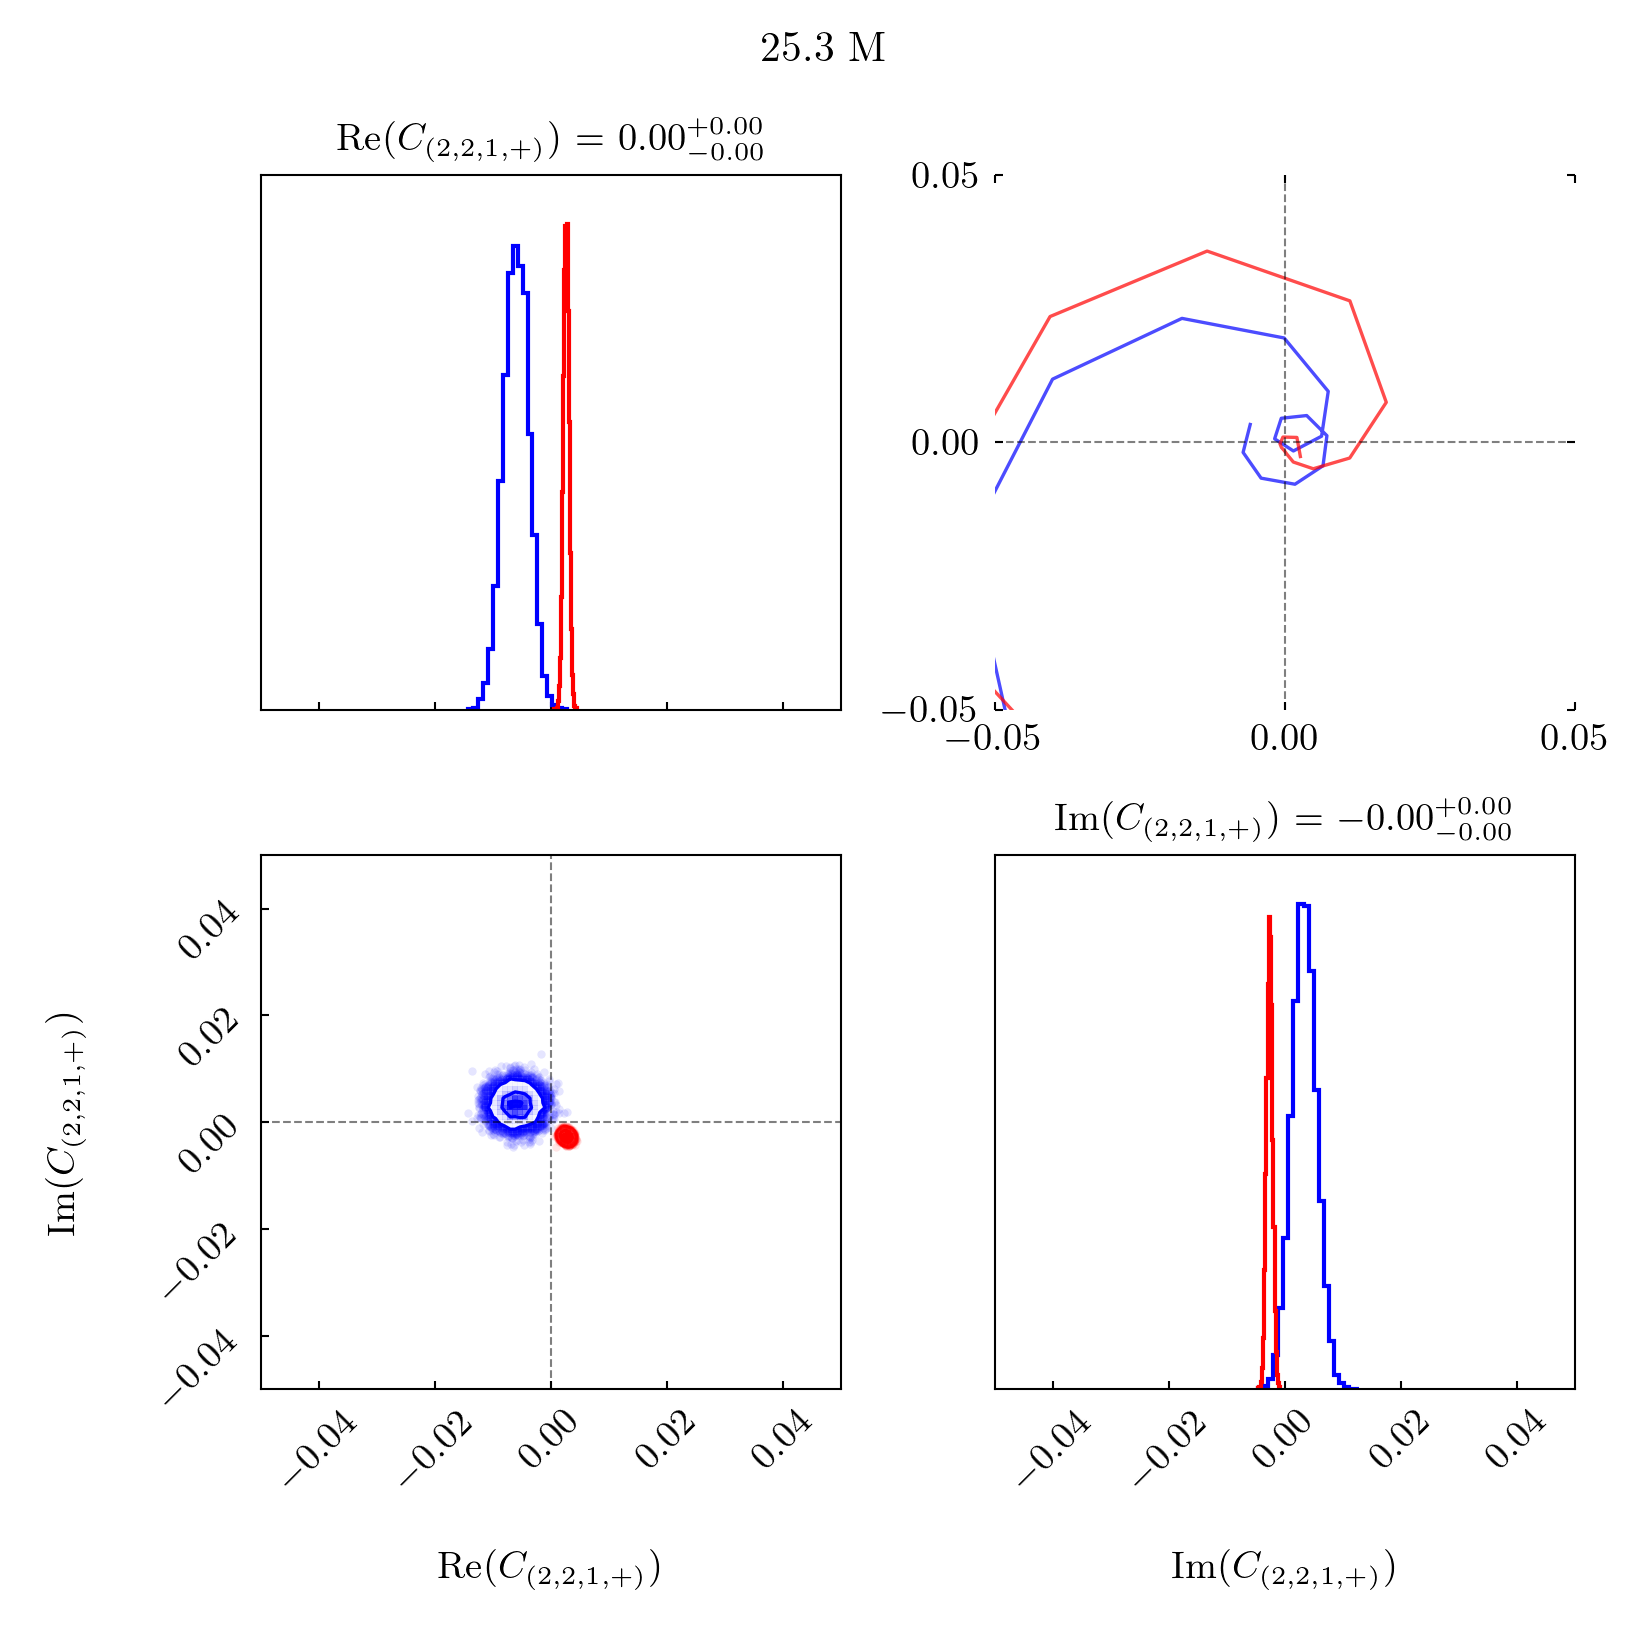 25.3 M
Re(C_{(2,2,1,+)}) = 0.00^{+0.00}_{-0.00}
0.05
0.00
−0.05
−0.05 0.00 0.05
Im(C_{(2,2,1,+)}) = −0.00^{+0.00}_{-0.00}
0.04
0.02
0.00
−0.02
−0.04
Im(C_{(2,2,1,+)})
−0.04 −0.02 0.00 0.02 0.04
−0.04 −0.02 0.00 0.02 0.04
Re(C_{(2,2,1,+)})
Im(C_{(2,2,1,+)})